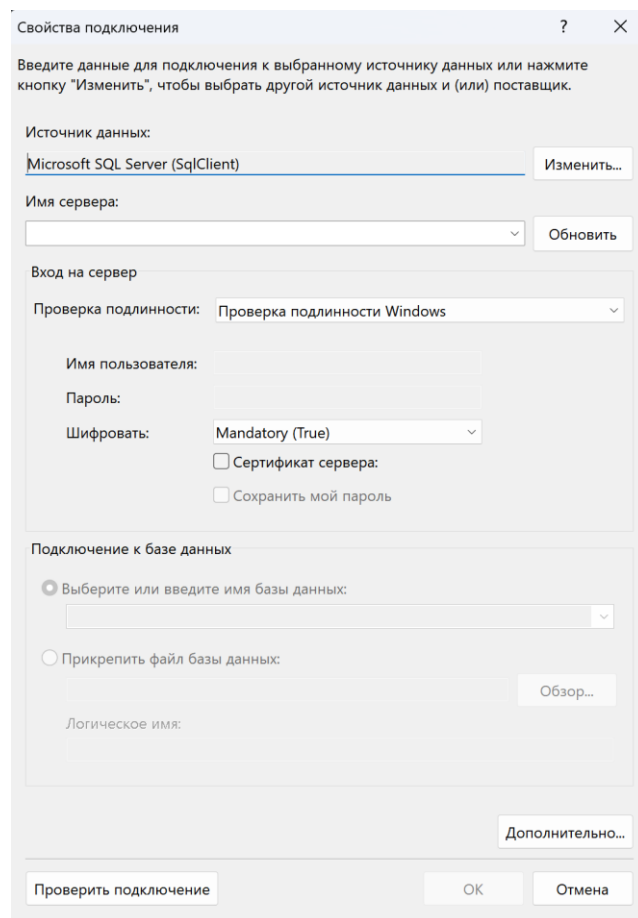 Свойства подключения
?
Введите данные для подключения к выбранному источнику данных или нажмите
кнопку "Изменить", чтобы выбрать другой источник данных и (или) поставщик.
Источник данных:
Microsoft SQL Server (SqlClient)
Изменить...
Имя сервера:
Обновить
Вход на сервер
Проверка подлинности:
Проверка подлинности Windows
Имя пользователя:
Пароль:
Шифровать:
Mandatory (True)
Сертификат сервера:
Сохранить мой пароль
Подключение к базе данных
Выберите или введите имя базы данных:
Прикрепить файл базы данных:
Обзор...
Логическое имя:
Дополнительно...
Проверить подключение
ОК
Отмена